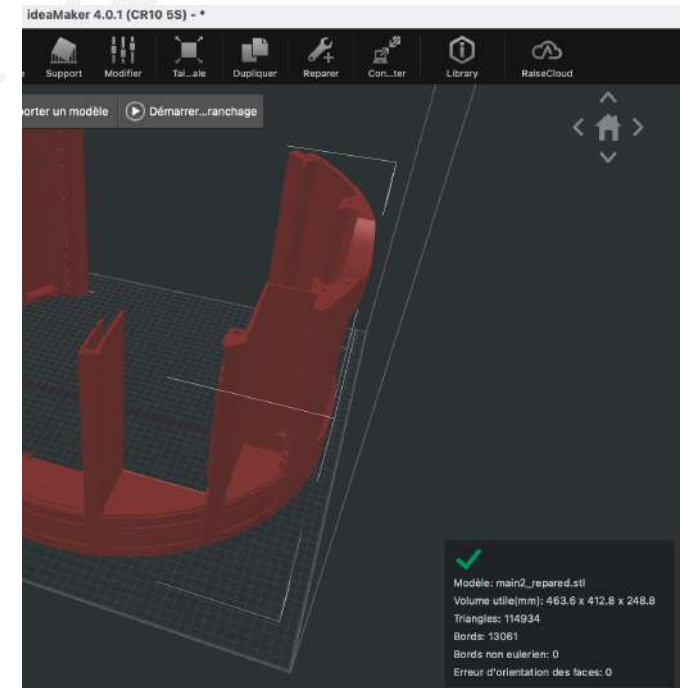 ideaMaker 4.0.1 (CR10 5S) - *
Support Modifier Tai...ale Dupliquer Reparer Con...ter Library RaiseCloud
orter un modèle Démarrer...ranchage
Modèle: main2_repared.stl
Volume utile(mm): 463.6 x 412.8 x 248.8
Triangles: 114934
Bords: 13061
Bords non eulerien: 0
Erreur d'orientation des faces: 0